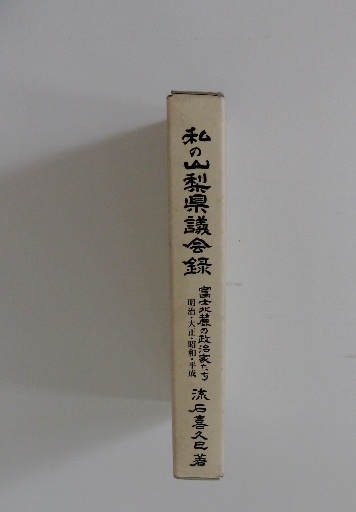 私の山梨県議会録
富士北麓の政治家たち
明治・大正・昭和・平成
流石喜久巳著